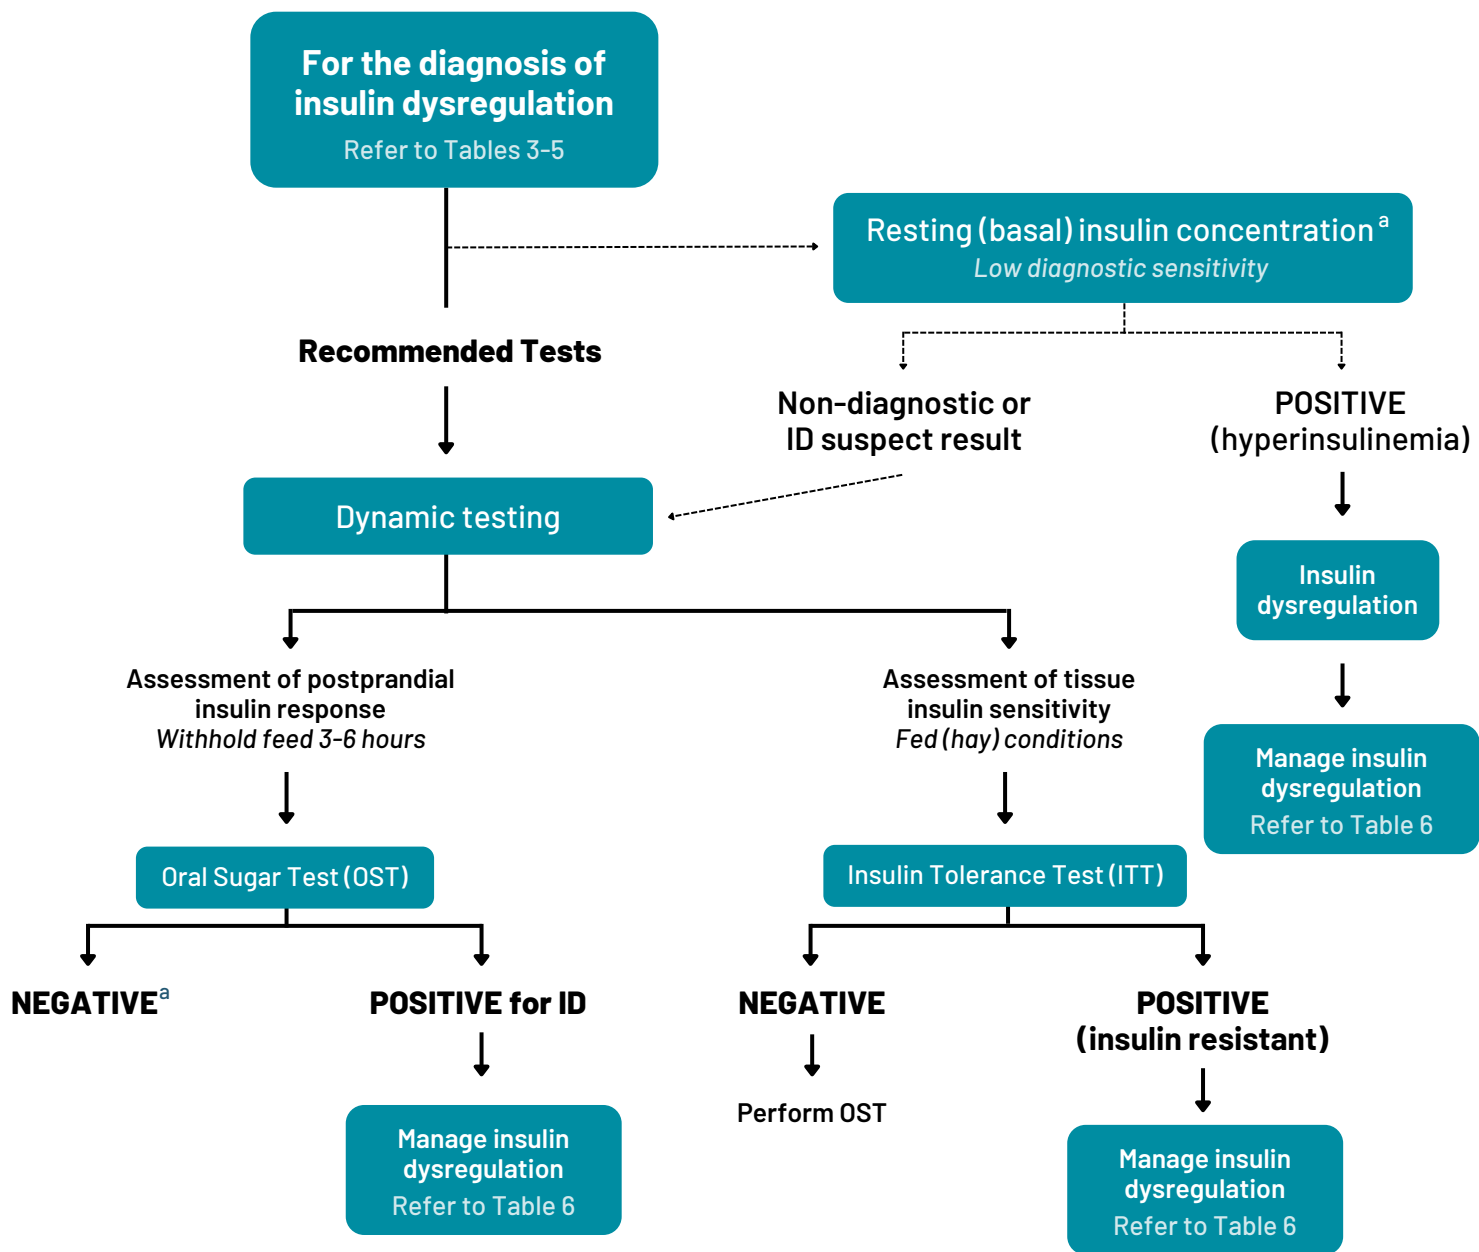 For the diagnosis of
insulin dysregulation
Refer to Tables 3-5
Resting (basal) insulin concentration a
Low diagnostic sensitivity
Recommended Tests
Non-diagnostic or
ID suspect result
POSITIVE
(hyperinsulinemia)
Dynamic testing
Insulin
dysregulation
Assessment of postprandial
insulin response
Withhold feed 3-6 hours
Assessment of tissue
insulin sensitivity
Fed (hay) conditions
Manage insulin
dysregulation
Refer to Table 6
Oral Sugar Test (OST)
Insulin Tolerance Test (ITT)
NEGATIVE a
POSITIVE for ID
NEGATIVE
POSITIVE
(insulin resistant)
Perform OST
Manage insulin
dysregulation
Refer to Table 6
Manage insulin
dysregulation
Refer to Table 6